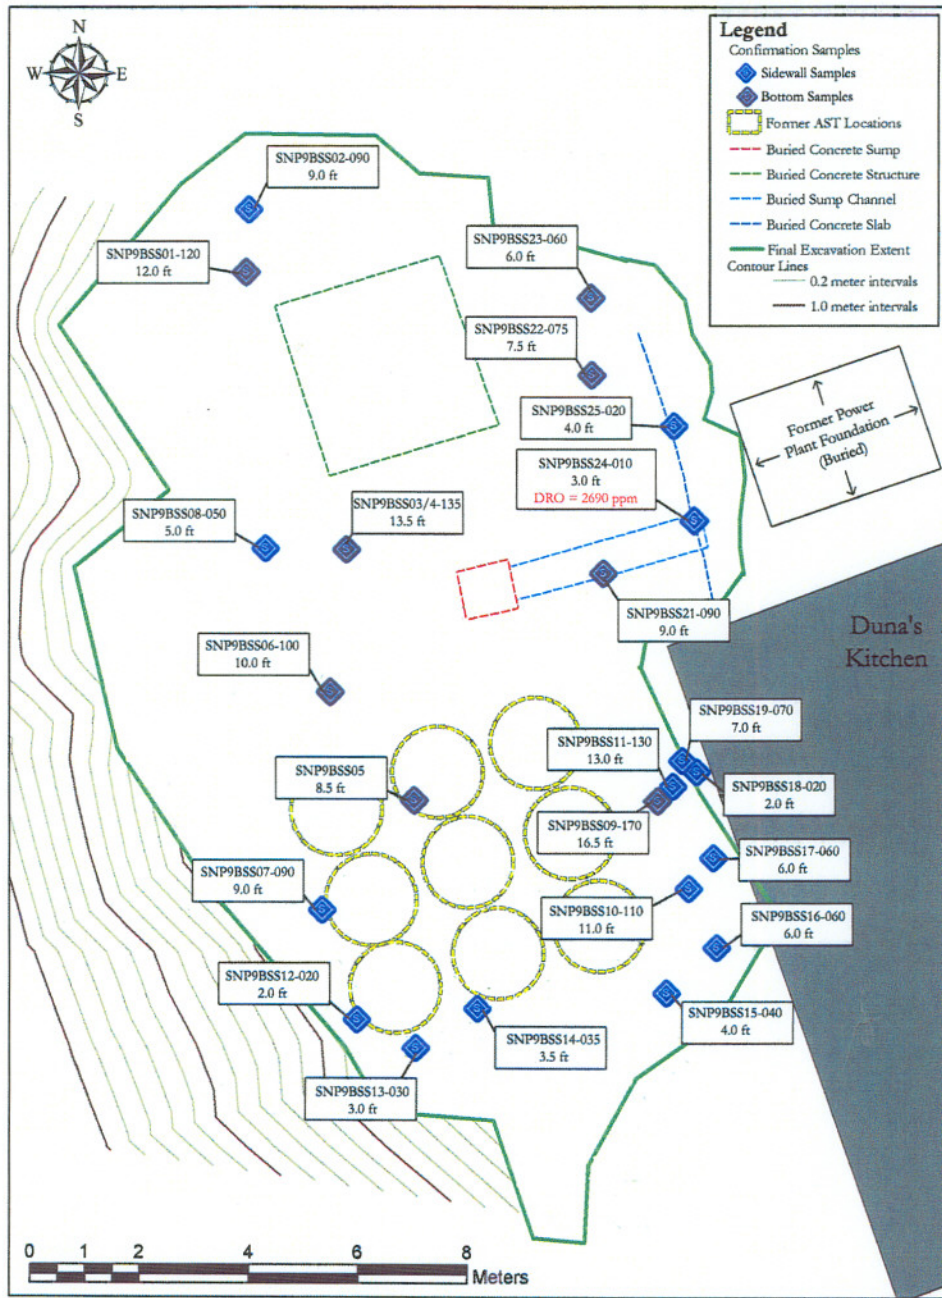 N
W E
S
Legend
Confirmation Samples
Sidewall Samples
Bottom Samples
Former AST Locations
Buried Concrete Sump
Buried Concrete Structure
Buried Sump Channel
Buried Concrete Slab
Final Excavation Extent
Contour Lines
0.2 meter intervals
1.0 meter intervals
SNP9BSS02-090
9.0 ft
SNP9BSS01-120
12.0 ft
SNP9BSS23-060
6.0 ft
SNP9BSS22-075
7.5 ft
SNP9BSS25-020
4.0 ft
SNP9BSS24-010
3.0 ft
DRO = 2690 ppm
Former Power
Plant Foundation
(Buried)
SNP9BSS08-050
5.0 ft
SNP9BSS03/4-135
13.5 ft
SNP9BSS21-090
9.0 ft
Duna's
Kitchen
SNP9BSS06-100
10.0 ft
SNP9BSS19-070
7.0 ft
SNP9BSS11-130
13.0 ft
SNP9BSS05
8.5 ft
SNP9BSS18-020
2.0 ft
SNP9BSS09-170
16.5 ft
SNP9BSS17-060
6.0 ft
SNP9BSS07-090
9.0 ft
SNP9BSS10-110
11.0 ft
SNP9BSS16-060
6.0 ft
SNP9BSS12-020
2.0 ft
SNP9BSS15-040
4.0 ft
SNP9BSS14-035
3.5 ft
SNP9BSS13-030
3.0 ft
0 1 2 4 6 8
Meters